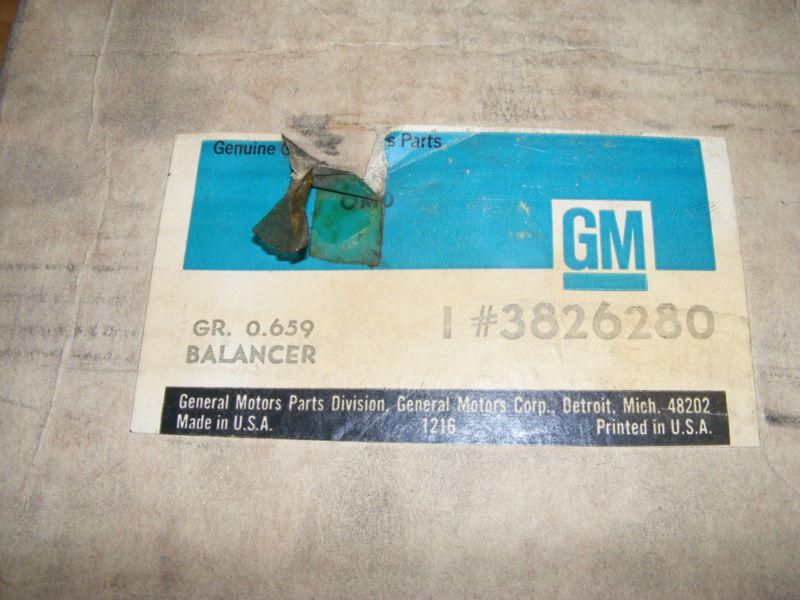 Genuine s Parts
GM
GR. 0.659
I #3826280
BALANCER
General Motors Parts Division, General Motors Corp., Detroit, Mich. 48202
Made in U.S.A. 1216 Printed in U.S.A.